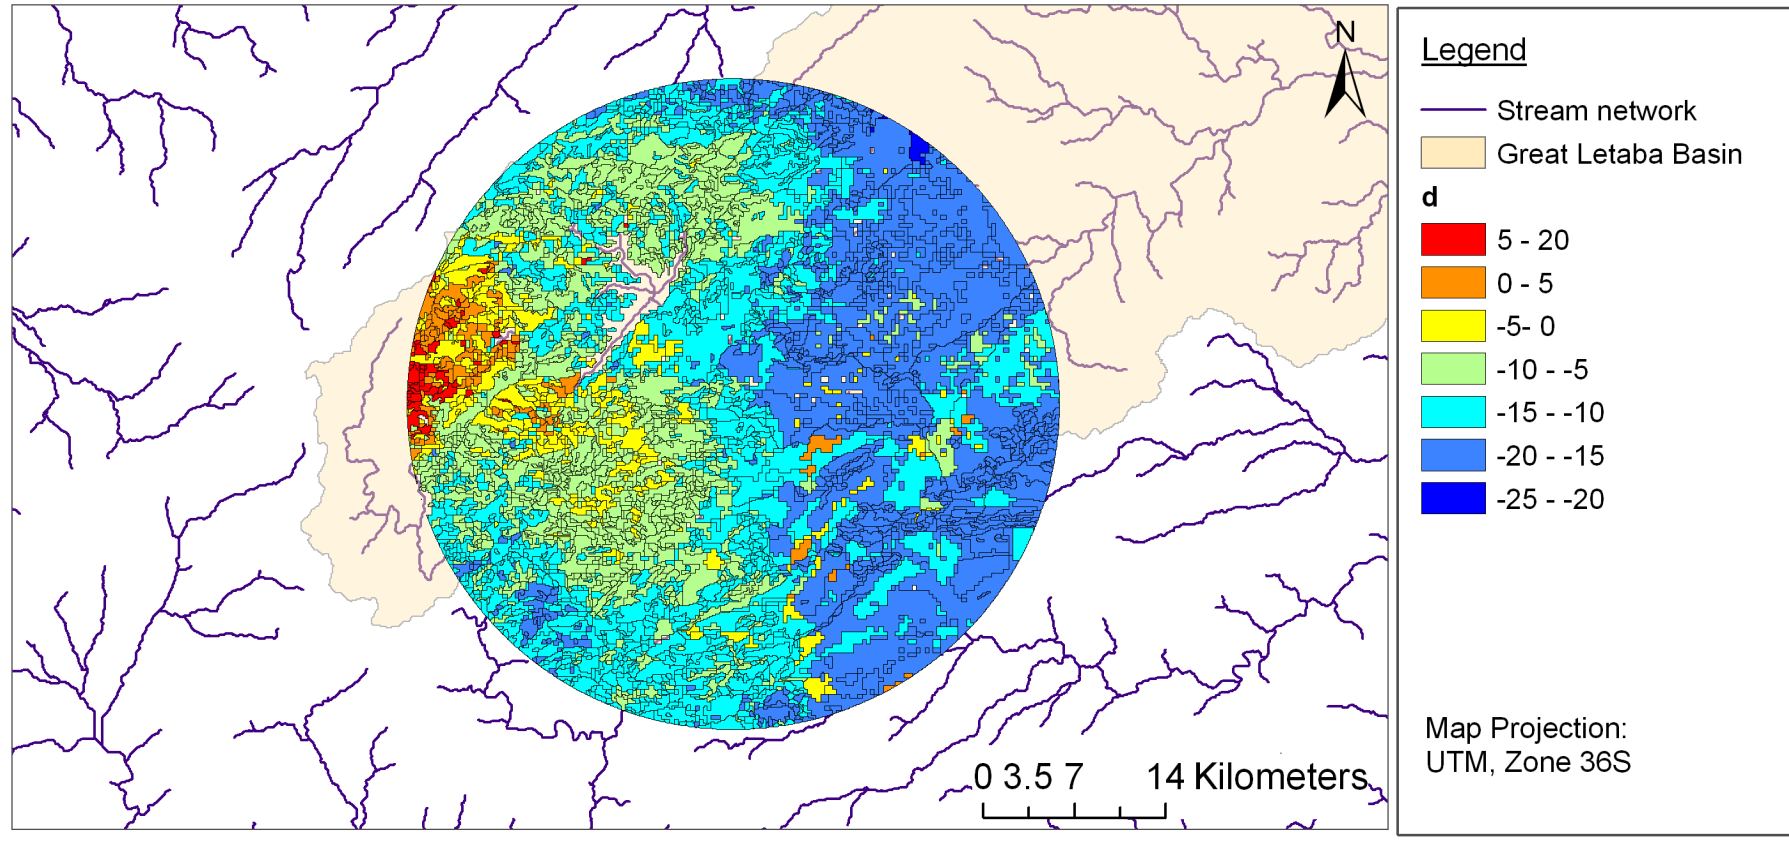 N
0 3.5 7 14 Kilometers
Legend
Stream network
Great Letaba Basin
d
5 - 20
0 - 5
-5- 0
-10 - -5
-15 - -10
-20 - -15
-25 - -20
Map Projection:
UTM, Zone 36S